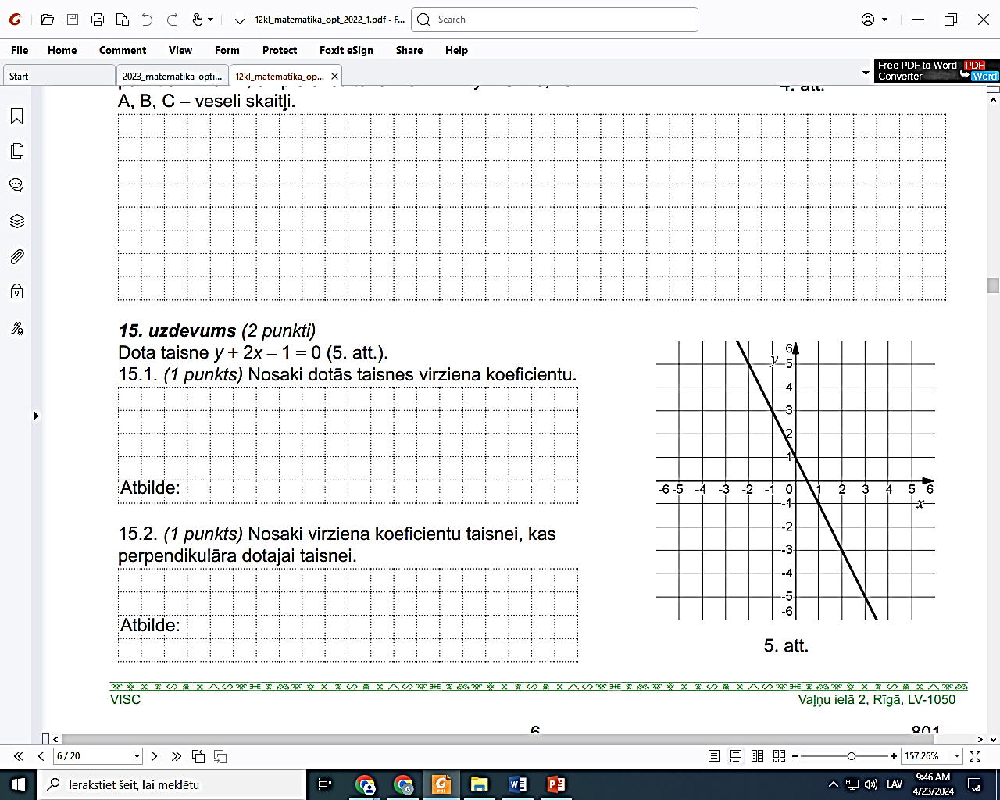 12kl_matematika_opt_2022_1.pdf - F...
Search
File Home Comment View Form Protect Foxit eSign Share Help
Start
2023_matematika-opti...
12kl_matematika_op...
Free PDF to Word
Converter
PDF
Word
A, B, C – veseli skaitļi.
4. att.
15. uzdevums (2 punkti)
Dota taisne y + 2x – 1 = 0 (5. att.).
15.1. (1 punkts) Nosaki dotās taisnes virziena koeficientu.
Atbilde:
15.2. (1 punkts) Nosaki virziena koeficientu taisnei, kas
perpendikulāra dotajai taisnei.
Atbilde:
6
y 5
4
3
2
1
-6 -5 -4 -3 -2 -1 0 1 2 3 4 5 6
-1 x
-2
-3
-4
-5
-6
5. att.
VISC
Vaļņu ielā 2, Rīgā, LV-1050
6
801
6 / 20
157.26%
Ierakstiet šeit, lai meklētu
LAV
9:46 AM
4/23/2024